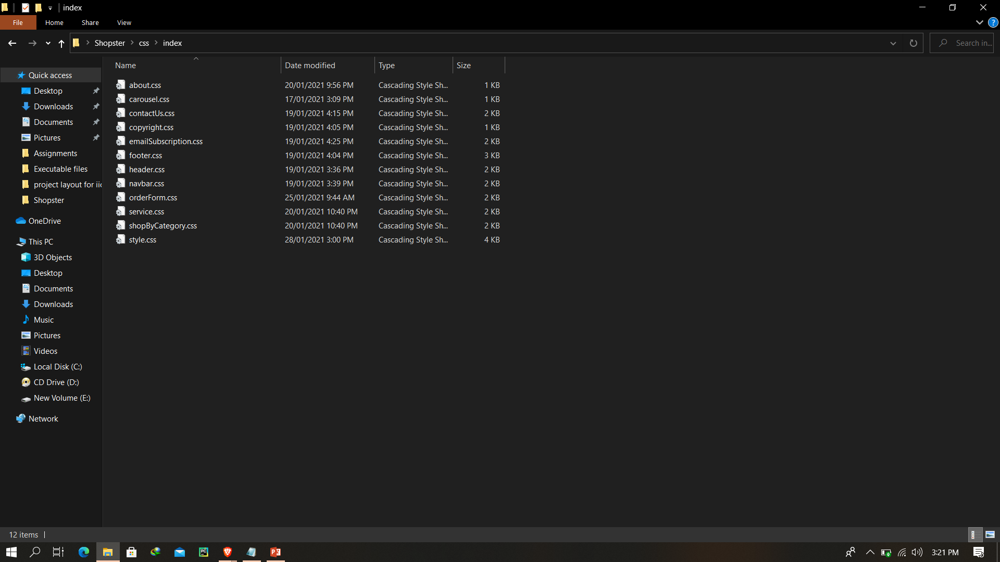 index
File Home Share View
Shopster css index
Search in...
Name Date modified Type Size
about.css 20/01/2021 9:56 PM Cascading Style Sh... 1 KB
carousel.css 17/01/2021 3:09 PM Cascading Style Sh... 1 KB
contactUs.css 19/01/2021 4:15 PM Cascading Style Sh... 2 KB
copyright.css 19/01/2021 4:05 PM Cascading Style Sh... 1 KB
emailSubscription.css 19/01/2021 4:25 PM Cascading Style Sh... 2 KB
footer.css 19/01/2021 4:04 PM Cascading Style Sh... 3 KB
header.css 19/01/2021 3:36 PM Cascading Style Sh... 2 KB
navbar.css 19/01/2021 3:39 PM Cascading Style Sh... 2 KB
orderForm.css 25/01/2021 9:44 AM Cascading Style Sh... 2 KB
service.css 20/01/2021 10:40 PM Cascading Style Sh... 2 KB
shopByCategory.css 20/01/2021 10:40 PM Cascading Style Sh... 2 KB
style.css 28/01/2021 3:00 PM Cascading Style Sh... 4 KB
Quick access
Desktop
Downloads
Documents
Pictures
Assignments
Executable files
project layout for
Shopster
OneDrive
This PC
3D Objects
Desktop
Documents
Downloads
Music
Pictures
Videos
Local Disk (C:)
CD Drive (D:)
New Volume (E:)
Network
12 items
3:21 PM